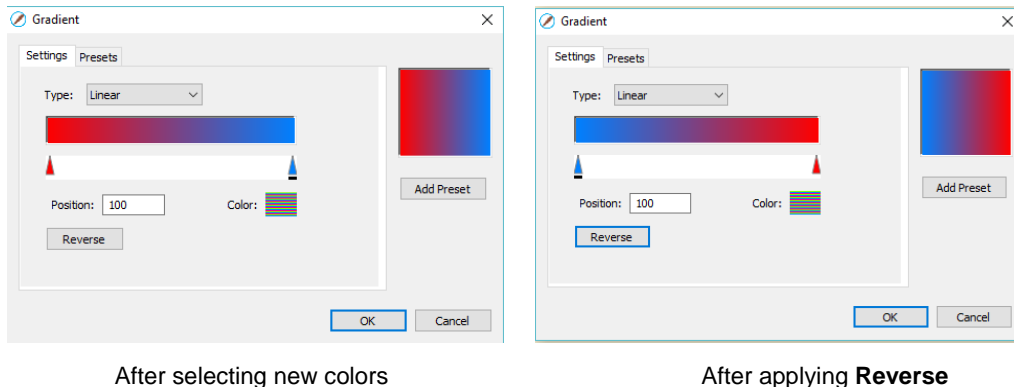 Gradient
Settings Presets
Type: Linear
Add Preset
Position: 100 Color:
Reverse
OK Cancel
After selecting new colors
Gradient
Settings Presets
Type: Linear
Add Preset
Position: 100 Color:
Reverse
OK Cancel
After applying Reverse